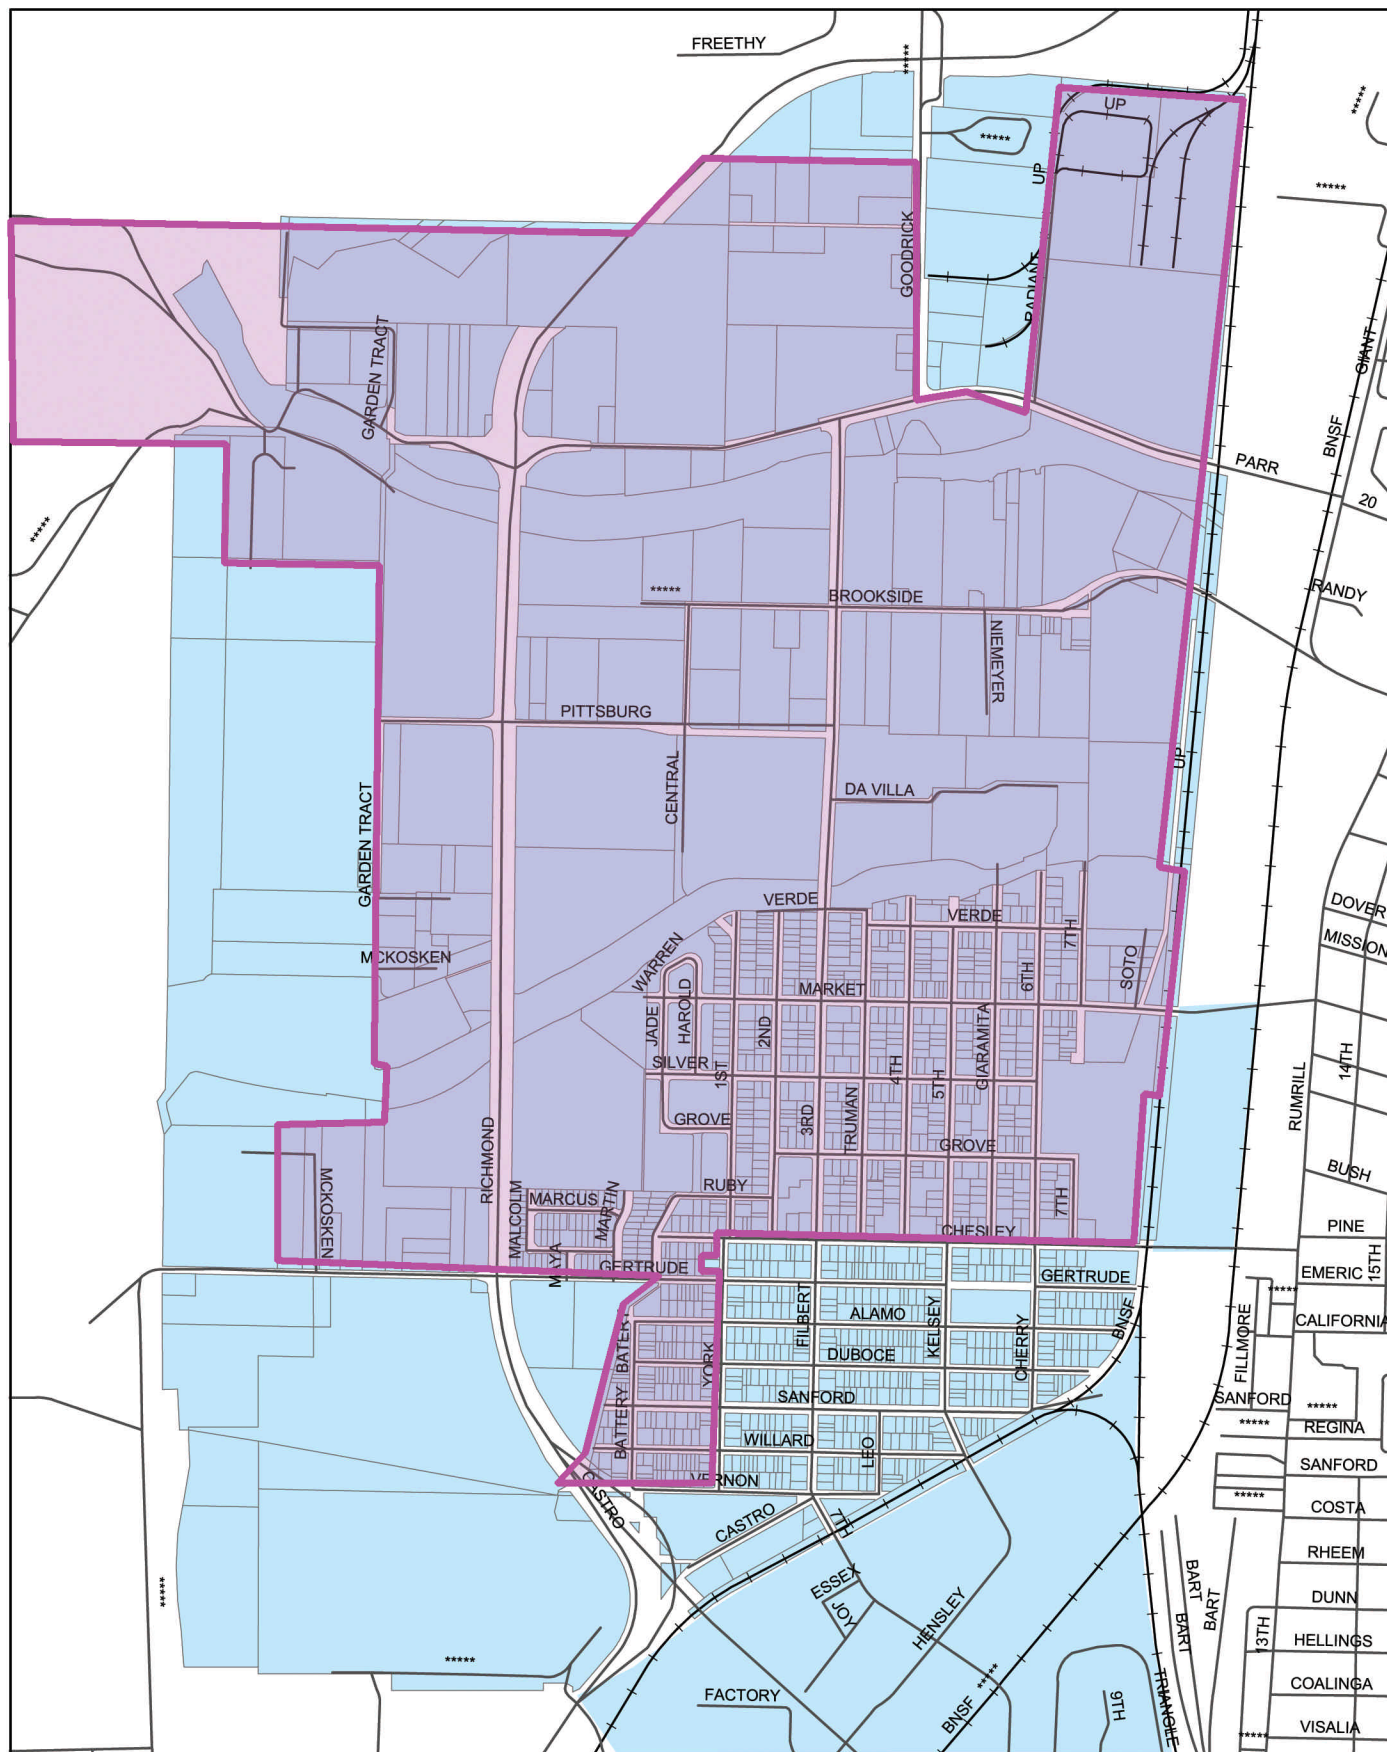 FREETHY
*****
*****
UP
*****
UP
*****
GOODRICK
RADIANT
GARDEN TRACT
GIANT
BNSF
PARR
20
*****
*****
BROOKSIDE
RANDY
NIEMEYER
PITTSBURG
UP
CENTRAL
DA VILLA
GARDEN TRACT
VERDE
VERDE
DOVER
7TH
MISSION
WARREN
MCKOSKEN
SOTO
6TH
MARKET
HAROLD
JADE
2ND
GIARAMITA
SILVER
1ST
4TH
5TH
14TH
RUMRILL
GROVE
3RD
TRUMAN
GROVE
RICHMOND
BUSH
MCKOSKEN
RUBY
MARCUS
MARTIN
MALCOLM
7TH
CHESLEY
PINE
MAYA
GERTRUDE
GERTRUDE
EMERIC
15TH
*****
FILBERT
ALAMO
KELSEY
BNSF
CALIFORNIA
BATTERY
YORK
DUBOCE
CHERRY
FILLMORE
SANFORD
SANFORD
*****
*****
REGINA
BATTERY
WILLARD
LEO
SANFORD
VERNON
*****
CASTRO
COSTA
CASTRO
7TH
RHEEM
ESSEX
BART
BART
BART
DUNN
*****
JOY
HENSLEY
13TH
HELLINGS
*****
COALINGA
FACTORY
BNSF
*****
9TH
TRIANGLE
VISALIA
*****